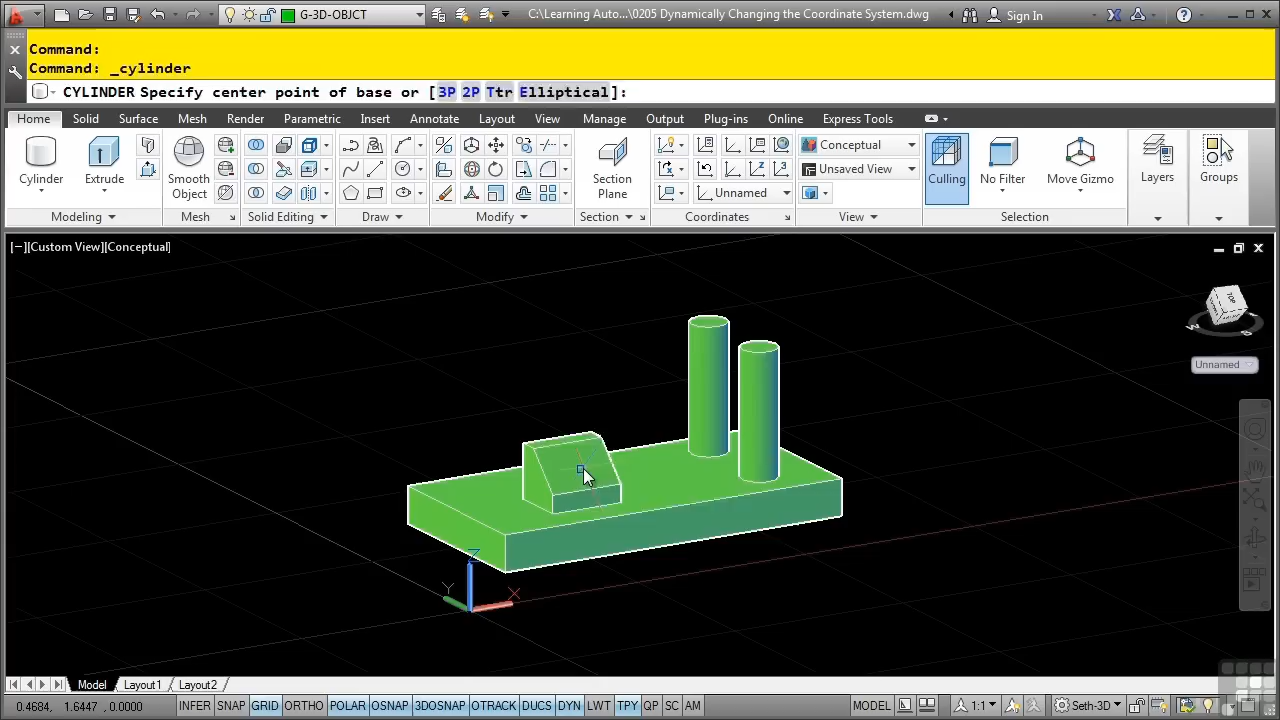 G-3D-OBJCT
C:\Learning Auto...\0205 Dynamically Changing the Coordinate System.dwg
Sign In
Command:
Command: _cylinder
CYLINDER Specify center point of base or [3P 2P Ttr Elliptical]:
Home Solid Surface Mesh Render Parametric Insert Annotate Layout View Manage Output Plug-ins Online Express Tools
Cylinder
Extrude
Smooth
Object
Section
Plane
Unnamed
Conceptual
Unsaved View
Culling
No Filter
Move Gizmo
Layers
Groups
Modeling Mesh Solid Editing Draw Modify Section Coordinates View Selection
[−][Custom View][Conceptual]
TOP
W
Unnamed
Z
Y
X
Model Layout1 Layout2
0.4684, 1.6447 , 0.0000
INFER SNAP GRID ORTHO POLAR OSNAP 3DOSNAP OTRACK DUCS DYN LWT TPY QP SC AM
MODEL
1:1
Seth-3D